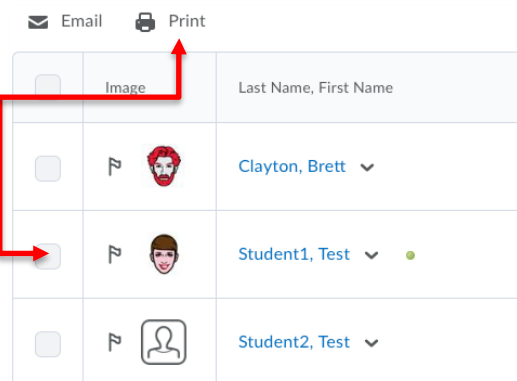 Email Print
Image Last Name, First Name
Clayton, Brett
Student1, Test
Student2, Test